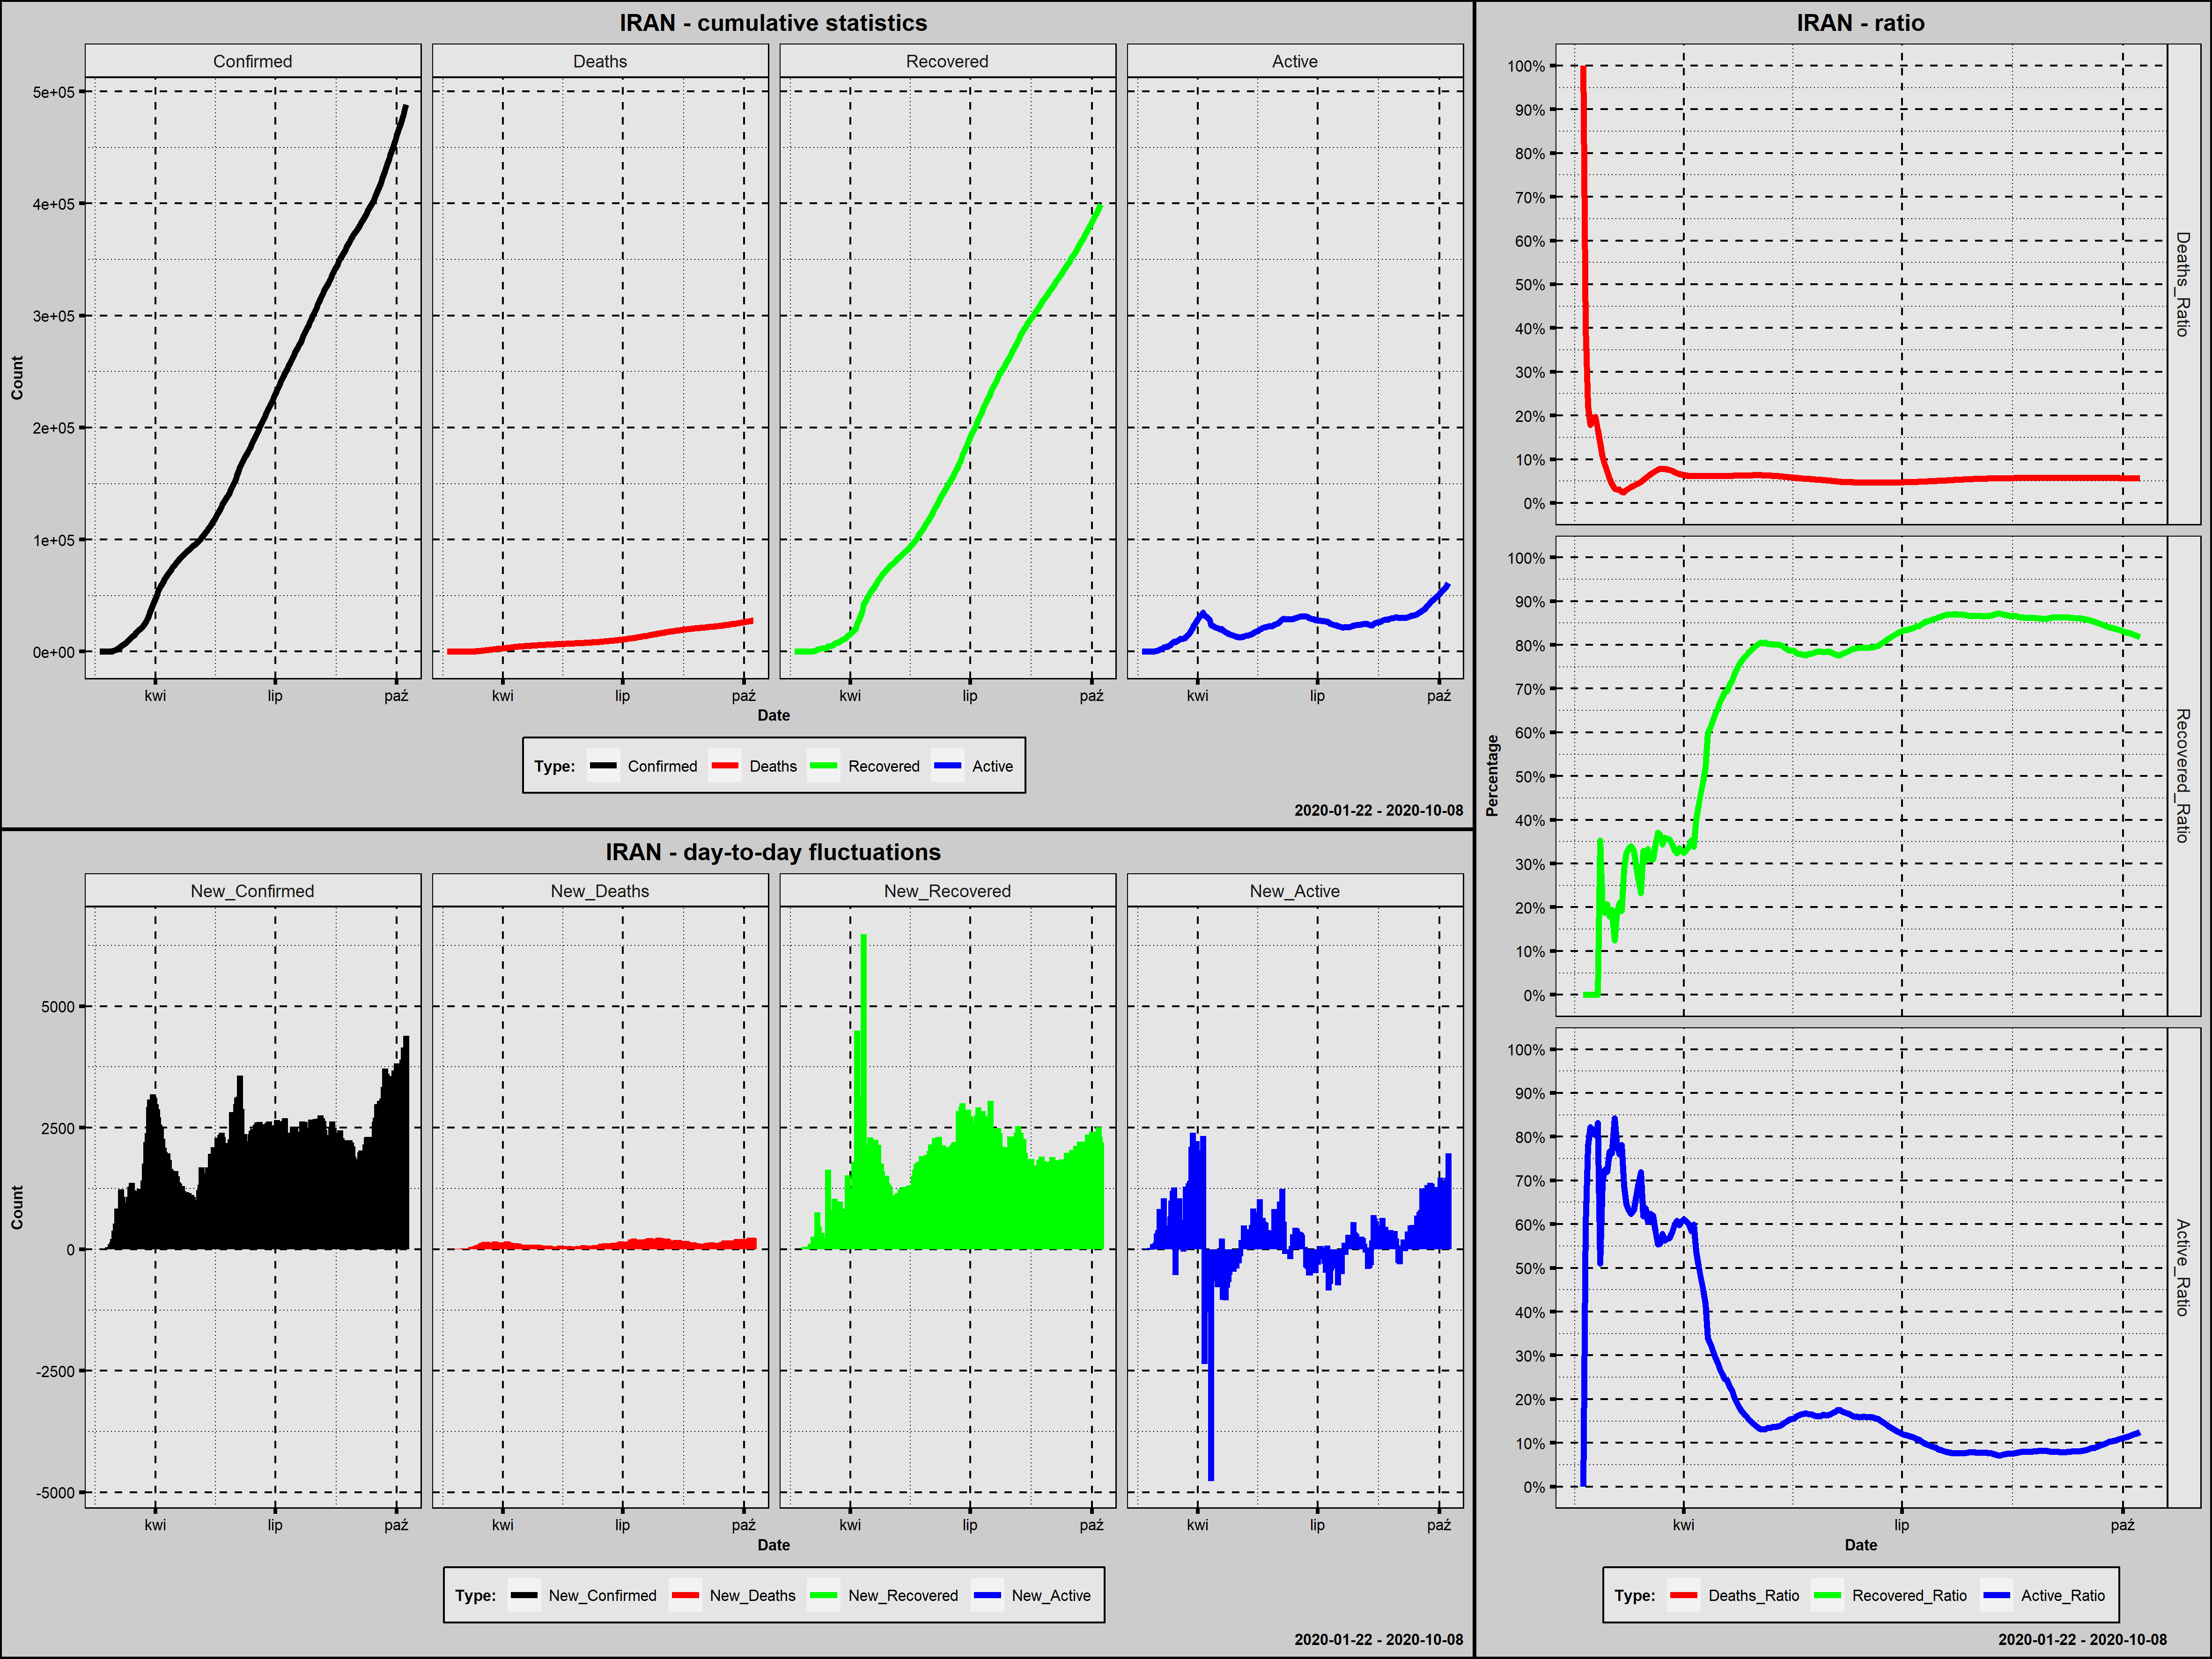 IRAN - cumulative statistics
Confirmed Deaths Recovered Active
Count
5e+05
4e+05
3e+05
2e+05
1e+05
0e+00
kwi lip paź kwi lip paź kwi lip paź kwi lip paź
Date
Type: Confirmed Deaths Recovered Active
2020-01-22 - 2020-10-08
IRAN - day-to-day fluctuations
New_Confirmed New_Deaths New_Recovered New_Active
Count
5000
2500
0
-2500
-5000
kwi lip paź kwi lip paź kwi lip paź kwi lip paź
Date
Type: New_Confirmed New_Deaths New_Recovered New_Active
2020-01-22 - 2020-10-08
IRAN - ratio
Percentage
100%
90%
80%
70%
60%
50%
40%
30%
20%
10%
0%
Deaths_Ratio
100%
90%
80%
70%
60%
50%
40%
30%
20%
10%
0%
Recovered_Ratio
100%
90%
80%
70%
60%
50%
40%
30%
20%
10%
0%
Active_Ratio
kwi lip paź
Date
Type: Deaths_Ratio Recovered_Ratio Active_Ratio
2020-01-22 - 2020-10-08